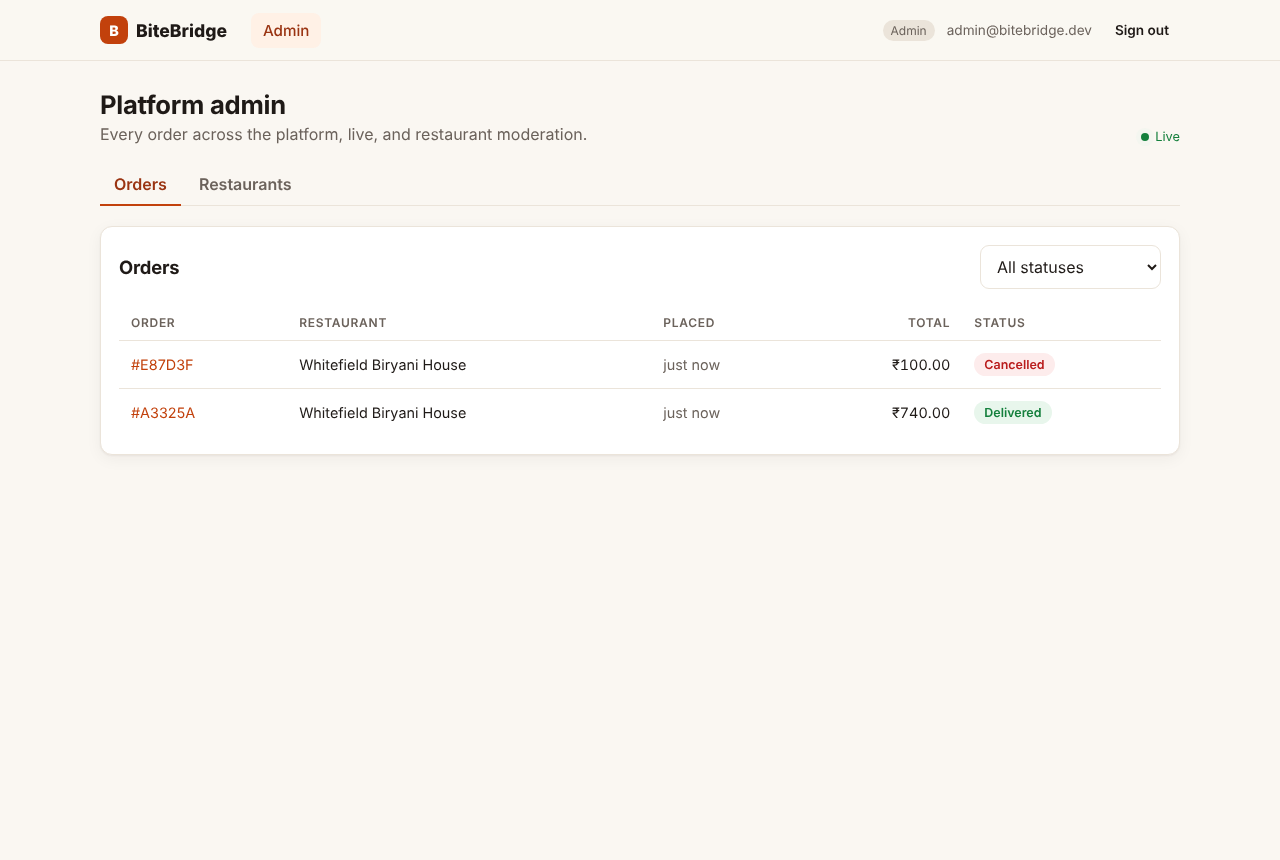 B BiteBridge Admin Admin admin@bitebridge.dev Sign out
Platform admin
Every order across the platform, live, and restaurant moderation.
Live
Orders Restaurants
Orders All statuses
ORDER RESTAURANT PLACED TOTAL STATUS
#E87D3F Whitefield Biryani House just now ₹100.00 Cancelled
#A3325A Whitefield Biryani House just now ₹740.00 Delivered